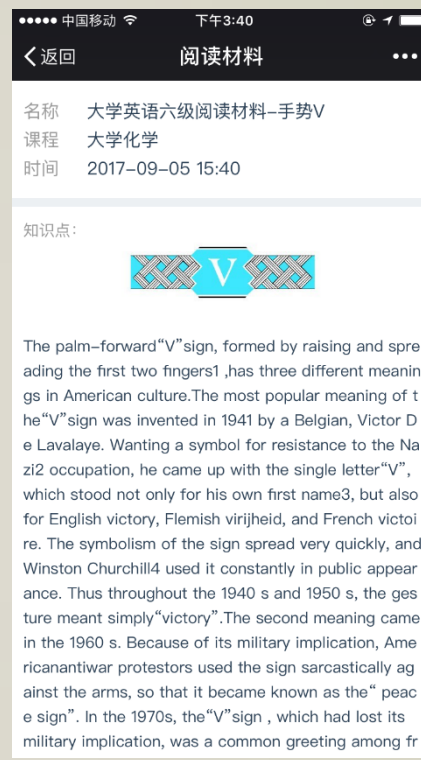 中国移动 下午3:40
返回 阅读材料
名称 大学英语六级阅读材料-手势V
课程 大学化学
时间 2017-09-05 15:40
知识点:
V
The palm-forward“V”sign, formed by raising and spre
ading the first two fingers1 ,has three different meanin
gs in American culture.The most popular meaning of t
he“V”sign was invented in 1941 by a Belgian, Victor D
e Lavalaye. Wanting a symbol for resistance to the Na
zi2 occupation, he came up with the single letter“V”,
which stood not only for his own first name3, but also
for English victory, Flemish virijheid, and French victoi
re. The symbolism of the sign spread very quickly, and
Winston Churchill4 used it constantly in public appear
ance. Thus throughout the 1940 s and 1950 s, the ges
ture meant simply“victory”.The second meaning came
in the 1960 s. Because of its military implication, Ame
ricanantiwar protestors used the sign sarcastically ag
ainst the arms, so that it became known as the“ peac
e sign”. In the 1970s, the“V”sign , which had lost its
military implication, was a common greeting among fr